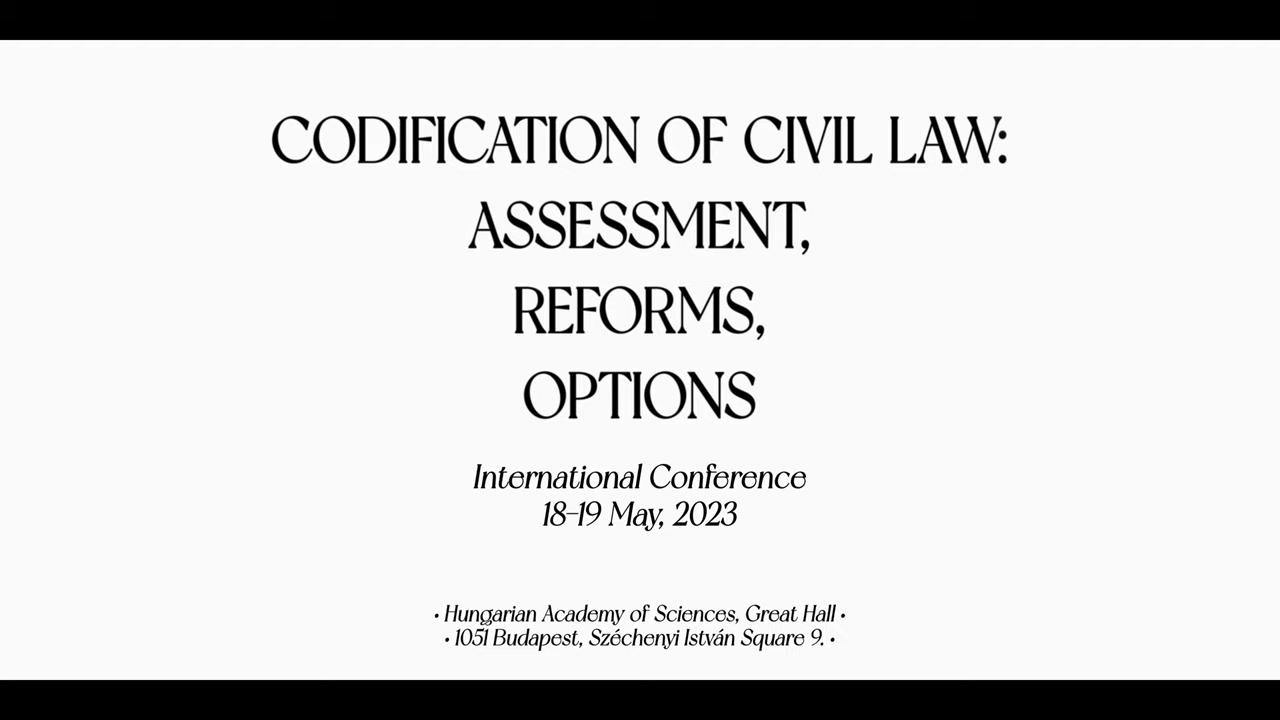 CODIFICATION OF CIVIL LAW:
ASSESSMENT,
REFORMS,
OPTIONS
International Conference
18–19 May, 2023
• Hungarian Academy of Sciences, Great Hall •
• 1051 Budapest, Széchenyi István Square 9. •